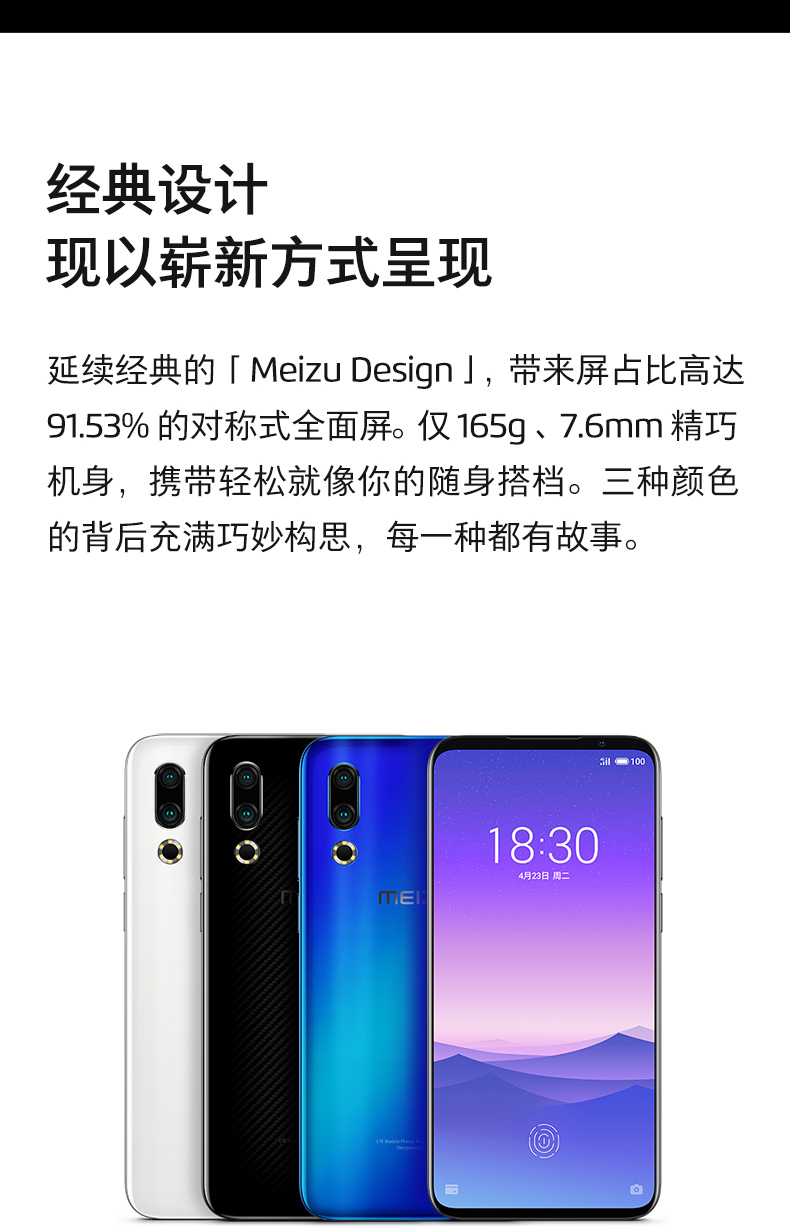 经典设计
现以崭新方式呈现
延续经典的「Meizu Design」，带来屏占比高达
91.53% 的对称式全面屏。仅 165g 、7.6mm 精巧
机身，携带轻松就像你的随身搭档。三种颜色
的背后充满巧妙构思，每一种都有故事。
100
18:30
4月23日 周二
MEI